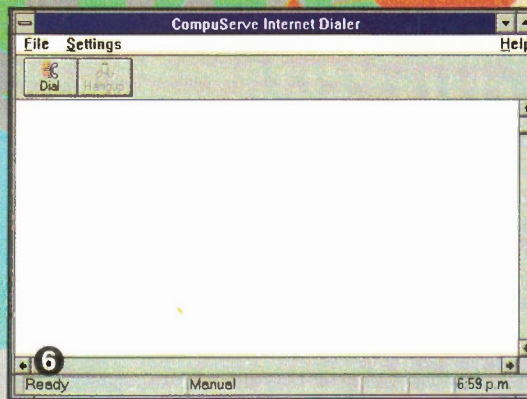 CompuServe Internet Dialer
File Settings Help
Dial Hangup
6
Ready Manual 6:59 p.m.